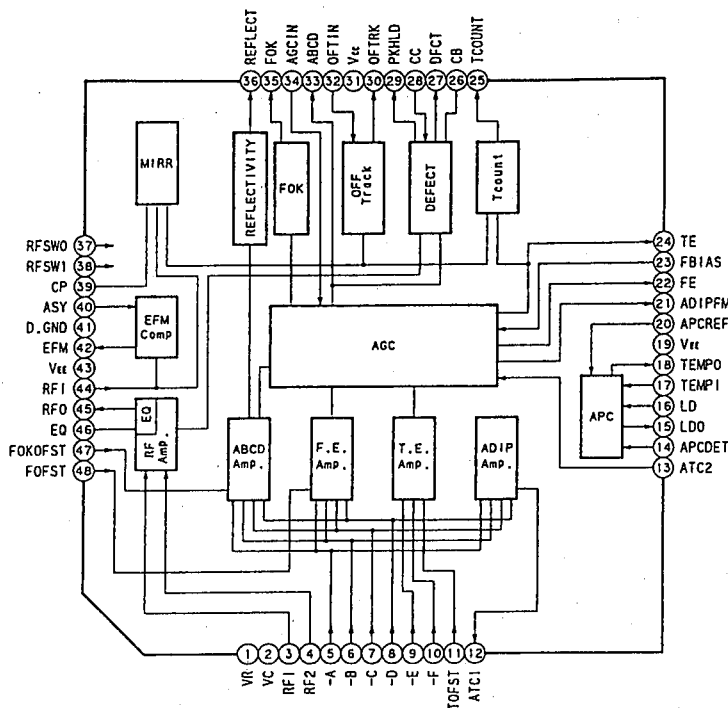 REFLECT
FOK
AGCIN
ABCD
OFTIN
Vcc
OFTRK
PKHLD
CC
DFCT
CB
TCOUNT
36 35 34 33 32 31 30 29 28 27 26 25
MIRR
REFLECTIVITY
FOK
OFF Track
DEFECT
Tcount
RFSW0 37
RFSW1 38
CP 39
ASY 40
D.GND 41
EFM 42
Vcc 43
RFI 44
RFO 45
EQ 46
FOKOFST 47
FOFST 48
EFM
Comp
EQ
RF
Amp.
AGC
ABCD
Amp.
F.E.
Amp.
T.E.
Amp.
ADIP
Amp.
APC
24 TE
23 FBIAS
22 FE
21 ADIPFM
20 APCREF
19 Vcc
18 TEMPO
17 TEMPI
16 LD
15 LDO
14 APCDET
13 ATC2
1 2 3 4 5 6 7 8 9 10 11 12
VR
VC
RF1
RF2
-A
-B
-C
-D
-E
-F
TOFST
ATC1